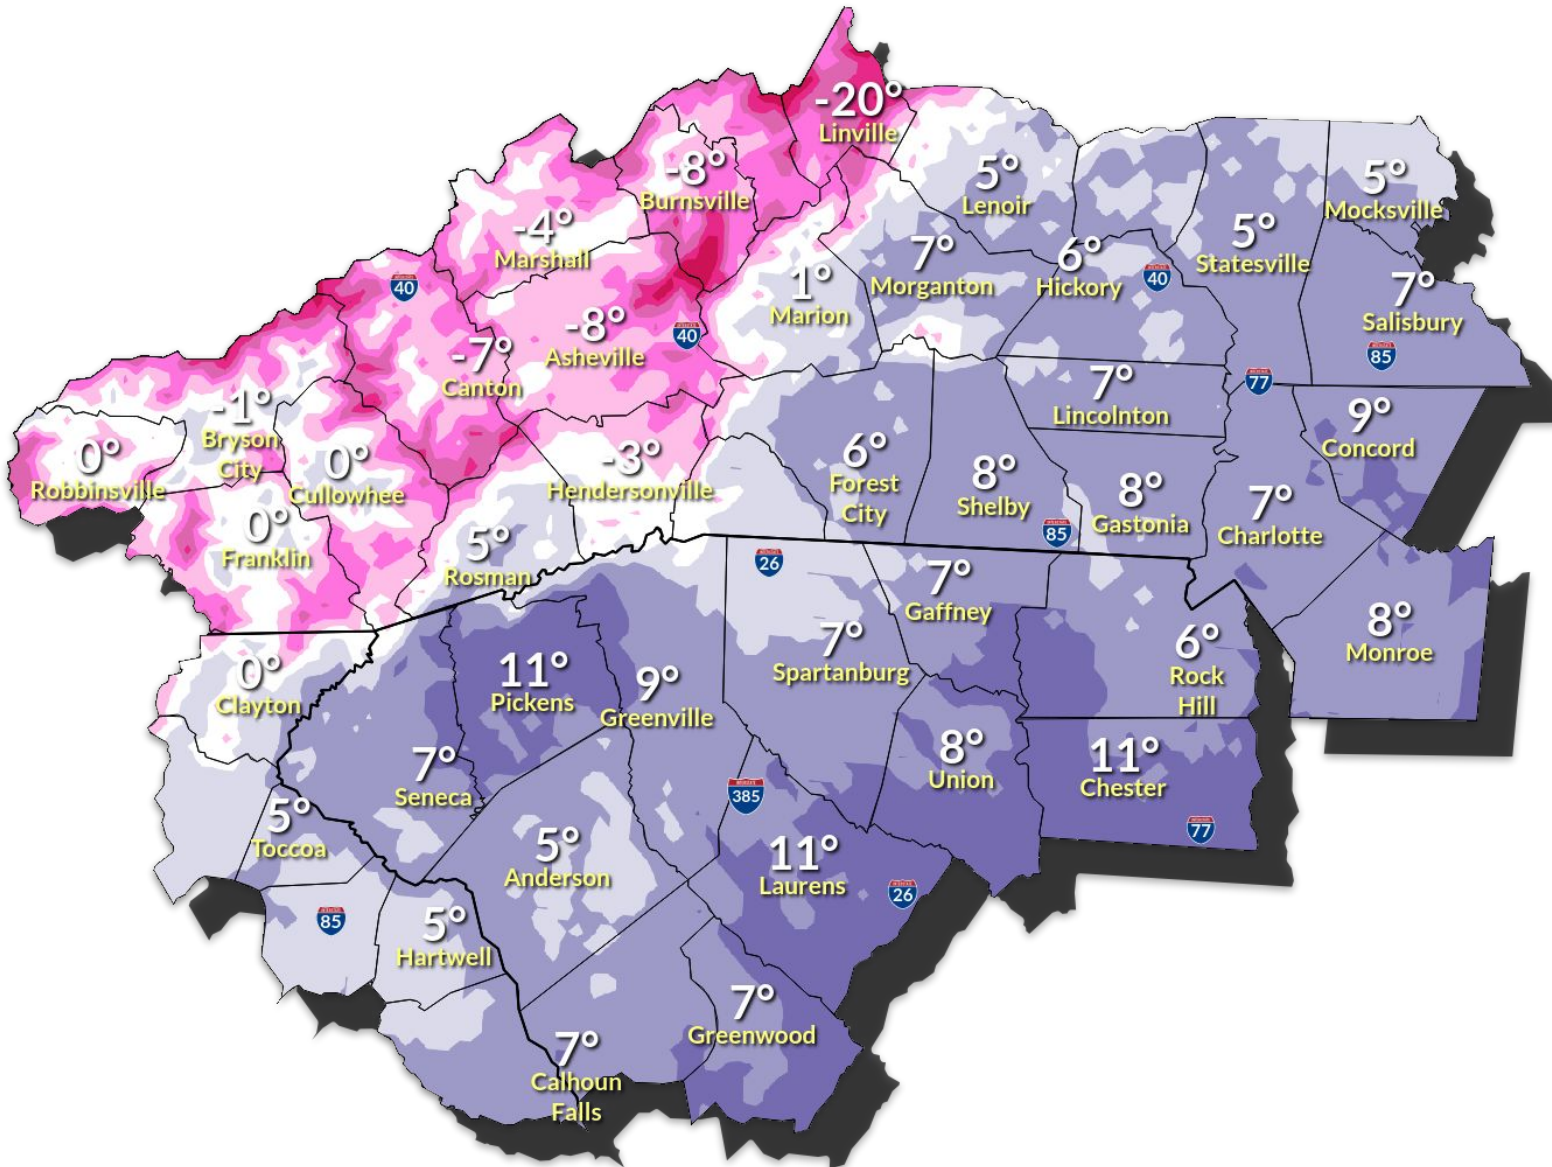 -20°
Linville
-8°
Burnsville
5°
Lenoir
5°
Mocksville
-4°
Marshall
5°
Statesville
7°
Morganton
6°
Hickory
40
40
1°
Marion
7°
Salisbury
85
-8°
Asheville
40
-7°
Canton
77
7°
Lincolnton
9°
Concord
-1°
Bryson
City
0°
Robbinsville
0°
Cullowhee
-3°
Hendersonville
6°
Forest
City
8°
Shelby
85
8°
Gastonia
7°
Charlotte
0°
Franklin
5°
Rosman
26
7°
Gaffney
8°
Monroe
0°
Clayton
11°
Pickens
9°
Greenville
7°
Spartanburg
6°
Rock
Hill
7°
Seneca
385
8°
Union
11°
Chester
77
5°
Toccoa
5°
Anderson
11°
Laurens
26
85
5°
Hartwell
7°
Greenwood
7°
Calhoun
Falls